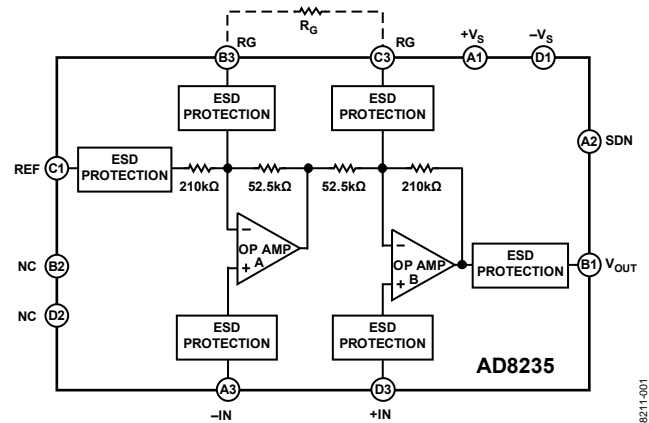 R_G
RG
RG
+V_S
–V_S
B3
C3
A1
D1
ESD
PROTECTION
ESD
PROTECTION
A2
SDN
REF
C1
ESD
PROTECTION
210kΩ
52.5kΩ
52.5kΩ
210kΩ
–
OP AMP
A
+
–
OP AMP
B
+
NC
B2
ESD
PROTECTION
B1
V_OUT
NC
D2
ESD
PROTECTION
ESD
PROTECTION
AD8235
A3
D3
–IN
+IN
8211-001